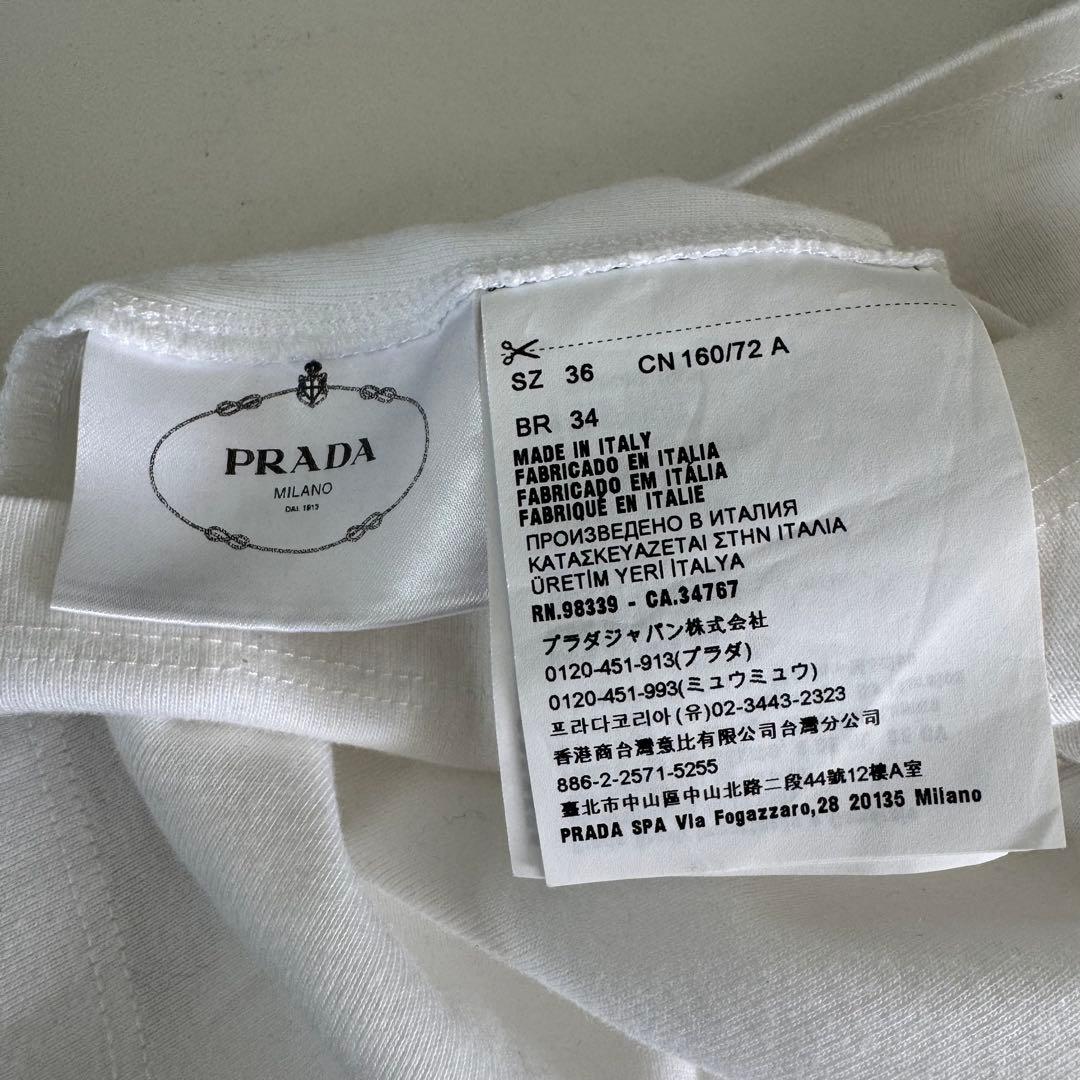 PRADA
MILANO
DAL 1913
SZ 36 CN 160/72 A
BR 34
MADE IN ITALY
FABRICADO EN ITALIA
FABRICADO EM ITÁLIA
FABRIQUÉ EN ITALIE
ПРОИЗВЕДЕНО В ИТАЛИЯ
ΚΑΤΑΣΚΕΥΑΖΕΤΑΙ ΣΤΗΝ ΙΤΑΛΙΑ
ÜRETİM YERİ İTALYA
RN.98339 - CA.34767
プラダジャパン株式会社
0120-451-913(プラダ)
0120-451-993(ミュウミュウ)
프라다코리아 (유)02-3443-2323
香港商台灣意比有限公司台灣分公司
886-2-2571-5255
臺北市中山區中山北路二段44號12樓A室
PRADA SPA Via Fogazzaro,28 20135 Milano